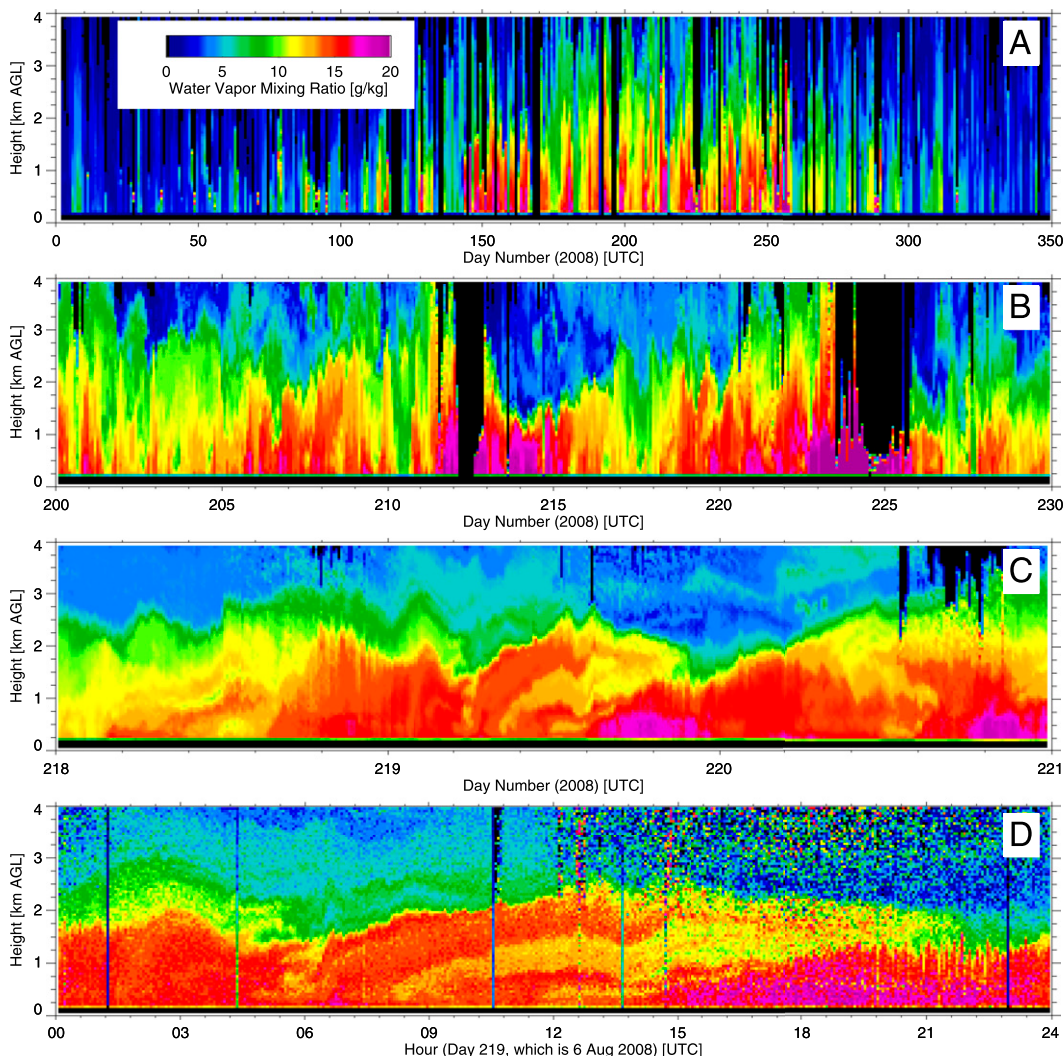 4
3
2
1
0
Height [km AGL]
0 5 10 15 20
Water Vapor Mixing Ratio [g/kg]
A
0 50 100 150 200 250 300 350
Day Number (2008) [UTC]
4
3
2
1
0
Height [km AGL]
B
200 205 210 215 220 225 230
Day Number (2008) [UTC]
4
3
2
1
0
Height [km AGL]
C
218 219 220 221
Day Number (2008) [UTC]
4
3
2
1
0
Height [km AGL]
D
00 03 06 09 12 15 18 21 24
Hour (Day 219, which is 6 Aug 2008) [UTC]